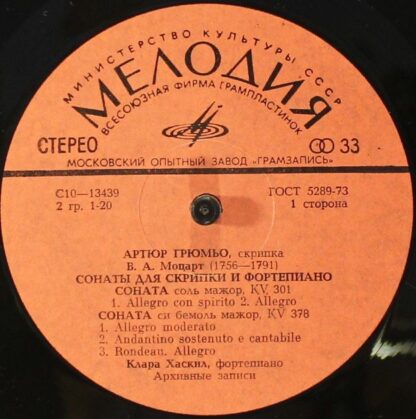 МИНИСТЕРСТВО КУЛЬТУРЫ СССР
МЕЛОДИЯ
ВСЕСОЮЗНАЯ ФИРМА ГРАМПЛАСТИНОК
СТЕРЕО 33
МОСКОВСКИЙ ОПЫТНЫЙ ЗАВОД «ГРАМЗАПИСЬ»
С10—13439 ГОСТ 5289-73
2 гр. 1-20 1 сторона
АРТЮР ГРЮМЬО, скрипка
В. А. Моцарт (1756—1791)
СОНАТЫ ДЛЯ СКРИПКИ И ФОРТЕПИАНО
СОНАТА соль мажор, KV 301
1. Allegro con spirito 2. Allegro
СОНАТА си бемоль мажор, KV 378
1. Allegro moderato
2. Andantino sostenuto e cantabile
3. Rondeau. Allegro
Клара Хаскил, фортепиано
Архивные записи